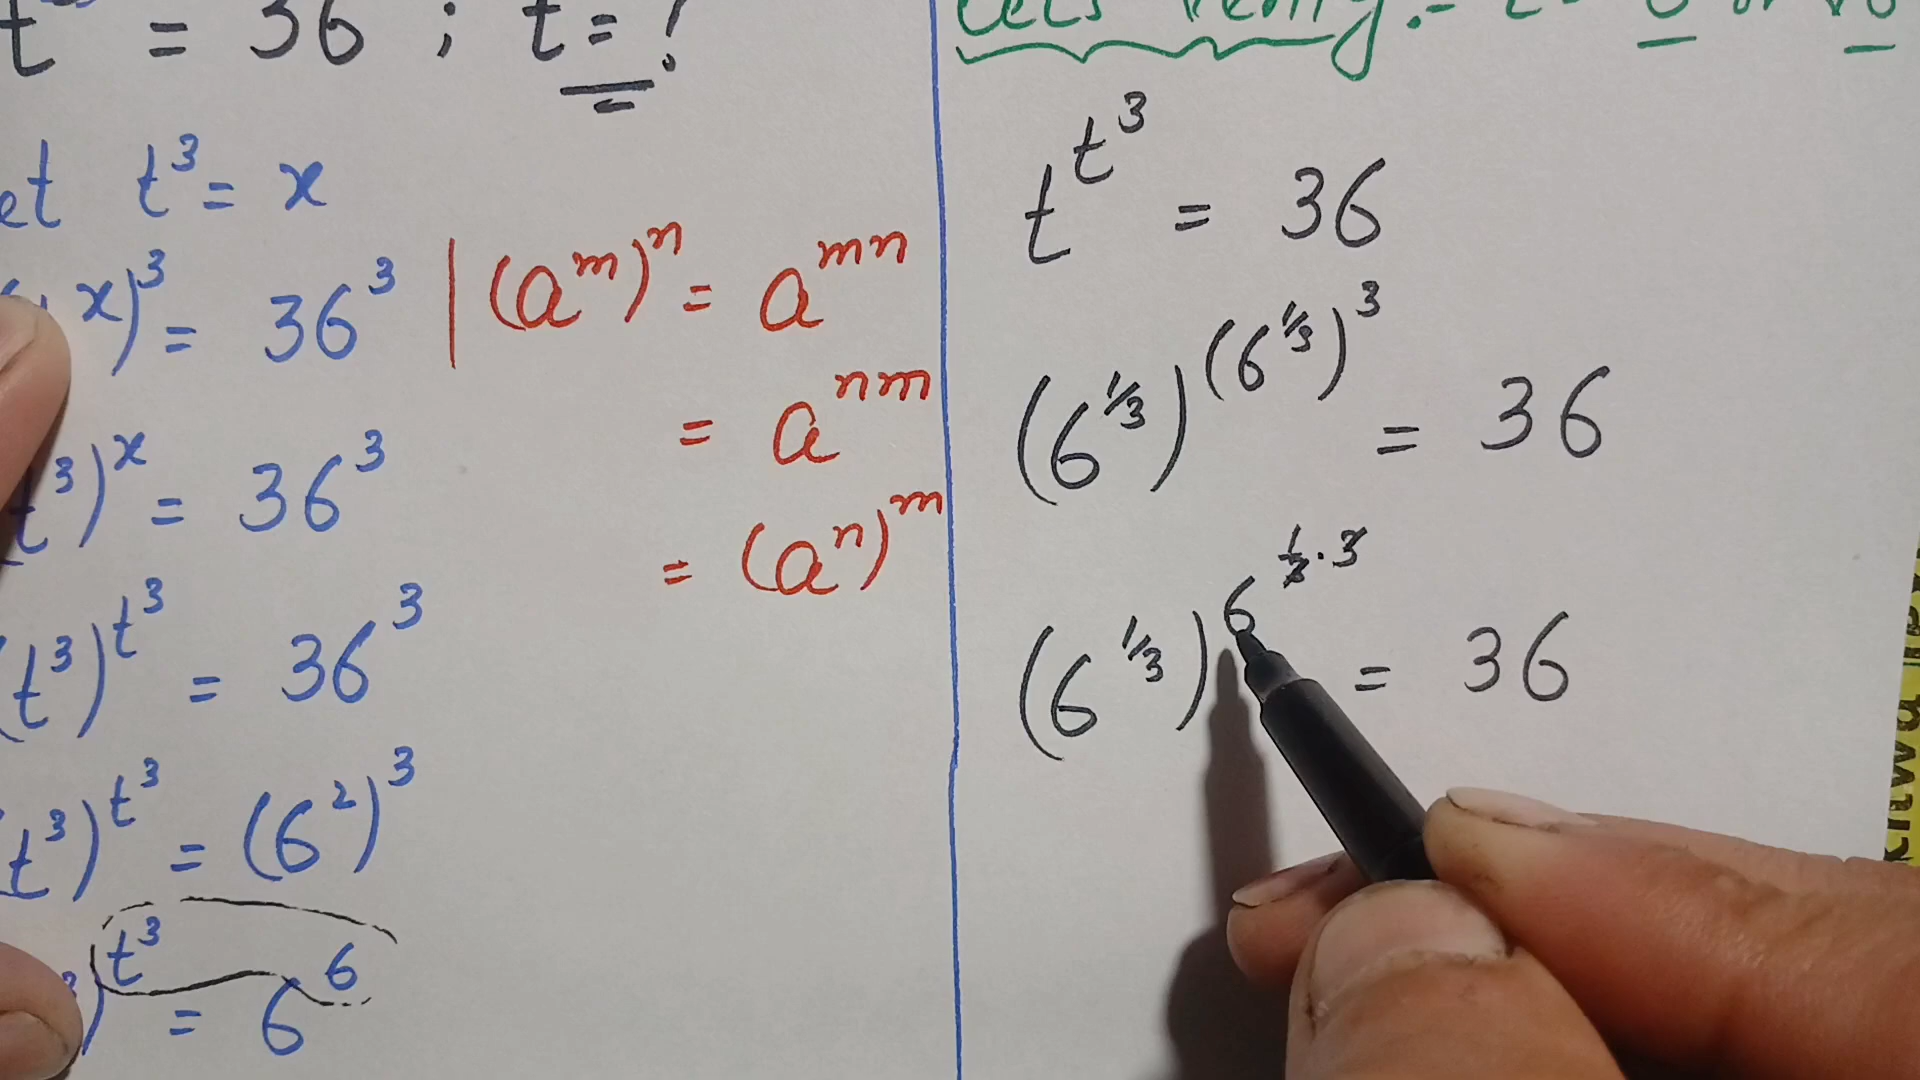 t = 36 ; t = ?
et t³ = x
x)³ = 36³
t³)ˣ = 36³
(t³)^t³ = 36³
t³)^t³ = (6²)³
)^t³ = 6⁶
| (aᵐ)ⁿ = aᵐⁿ
= aⁿᵐ
= (aⁿ)ᵐ
t^t³ = 36
(6^1/3)^(6^1/3)³ = 36
(6^1/3)^6^1/3·3 = 36